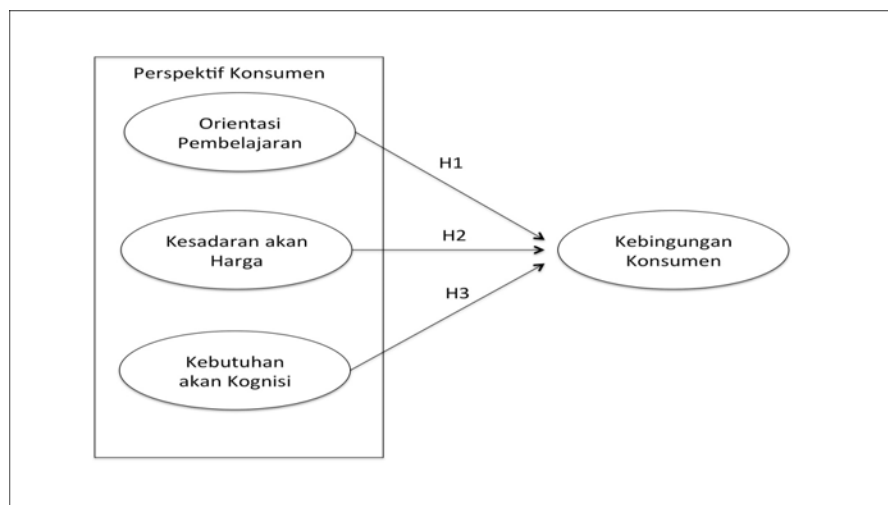 Perspektif Konsumen
Orientasi
Pembelajaran
H1
Kesadaran akan
Harga
H2
Kebingungan
Konsumen
H3
Kebutuhan
akan Kognisi